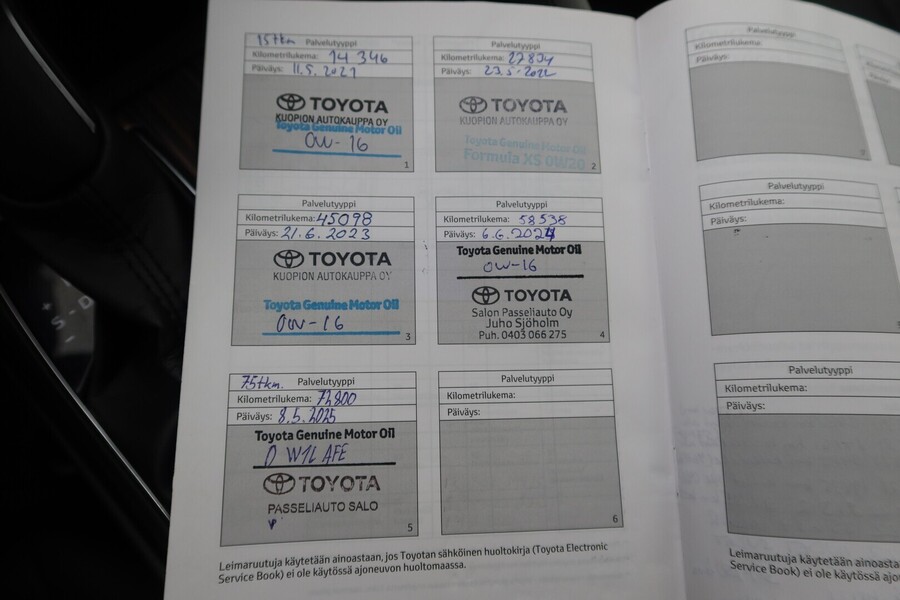 15tkm Palvelutyyppi
Kilometrilukema: 14 346
Päiväys: 11.5.2021
TOYOTA
KUOPION AUTOKAUPPA OY
Toyota Genuine Motor Oil
0W-16
1
Palvelutyyppi
Kilometrilukema: 27804
Päiväys: 23.5.2022
TOYOTA
KUOPION AUTOKAUPPA OY
Toyota Genuine Motor Oil
Formula XS 0W20
2
Palvelutyyppi
Kilometrilukema: 45098
Päiväys: 21.6.2023
TOYOTA
KUOPION AUTOKAUPPA OY
Toyota Genuine Motor Oil
0W-16
3
Palvelutyyppi
Kilometrilukema: 58538
Päiväys: 6.6.2024
Toyota Genuine Motor Oil
0W-16
TOYOTA
Salon Passeliauto Oy
Juho Sjöholm
Puh. 0403 066 275
4
75tkm. Palvelutyyppi
Kilometrilukema: 72800
Päiväys: 8.5.2025
Toyota Genuine Motor Oil
0 W16 AFE
TOYOTA
PASSELIAUTO SALO
5
Palvelutyyppi
Kilometrilukema:
Päiväys:
6
Leimaruutuja käytetään ainoastaan, jos Toyotan sähköinen huoltokirja (Toyota Electronic
Service Book) ei ole käytössä ajoneuvon huoltomaassa.
Palvelutyyppi
Kilometrilukema:
Päiväys:
7
Palvelutyyppi
Kilometrilukema:
Päiväys:
Palvelutyyppi
Kilometrilukema:
Päiväys:
Leimaruutuja käytetään ainoastaan
Service Book) ei ole käytössä ajo
+
S - D